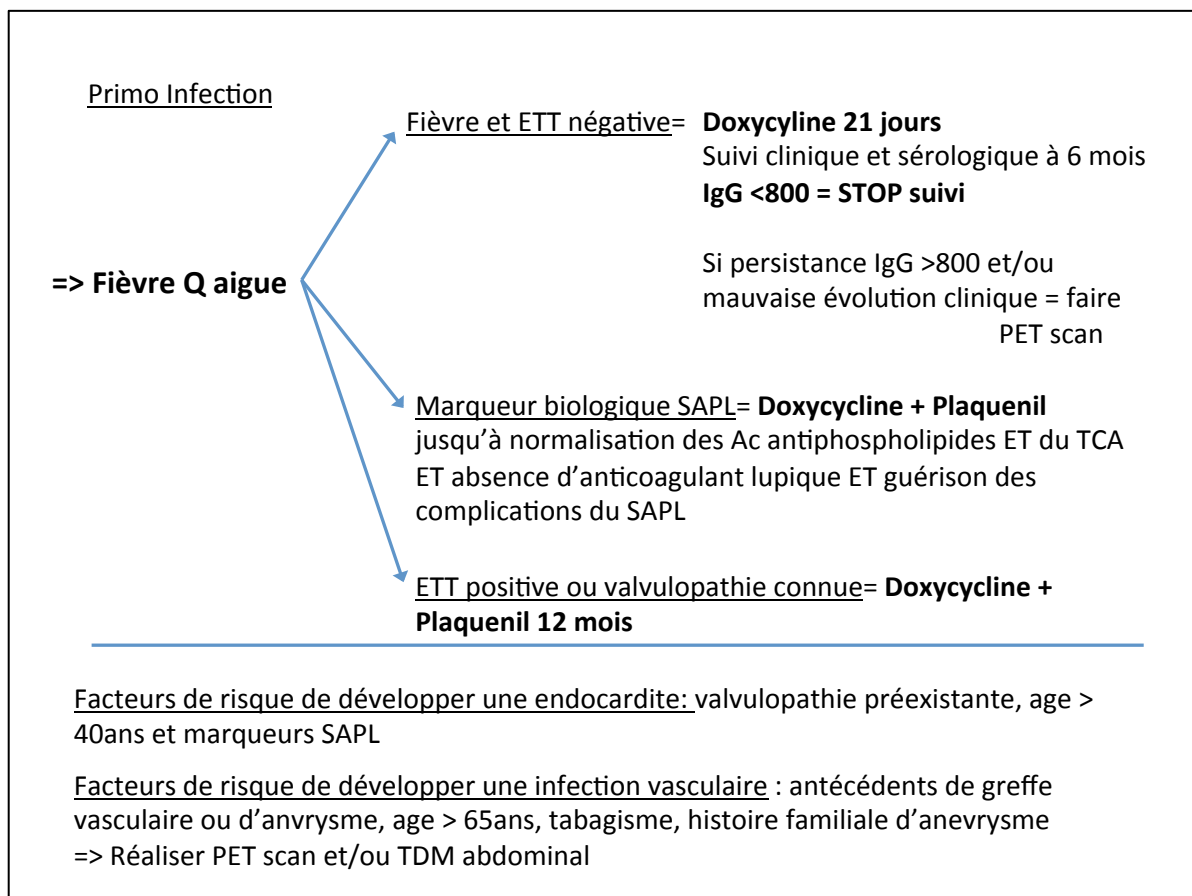 Primo Infection
Fièvre et ETT négative= Doxycyline 21 jours
Suivi clinique et sérologique à 6 mois
IgG <800 = STOP suivi
=> Fièvre Q aigue
Si persistance IgG >800 et/ou
mauvaise évolution clinique = faire
PET scan
Marqueur biologique SAPL= Doxycycline + Plaquenil
jusqu’à normalisation des Ac antiphospholipides ET du TCA
ET absence d’anticoagulant lupique ET guérison des
complications du SAPL
ETT positive ou valvulopathie connue= Doxycycline +
Plaquenil 12 mois
Facteurs de risque de développer une endocardite: valvulopathie préexistante, age >
40ans et marqueurs SAPL
Facteurs de risque de développer une infection vasculaire : antécédents de greffe
vasculaire ou d’anvrysme, age > 65ans, tabagisme, histoire familiale d’anevrysme
=> Réaliser PET scan et/ou TDM abdominal